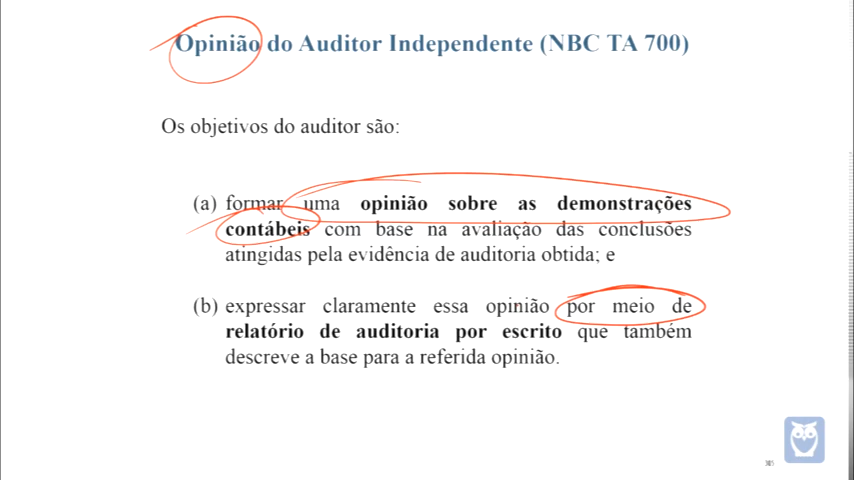 Opinião do Auditor Independente (NBC TA 700)
Os objetivos do auditor são:
(a) formar uma opinião sobre as demonstrações
contábeis com base na avaliação das conclusões
atingidas pela evidência de auditoria obtida; e
(b) expressar claramente essa opinião por meio de
relatório de auditoria por escrito que também
descreve a base para a referida opinião.